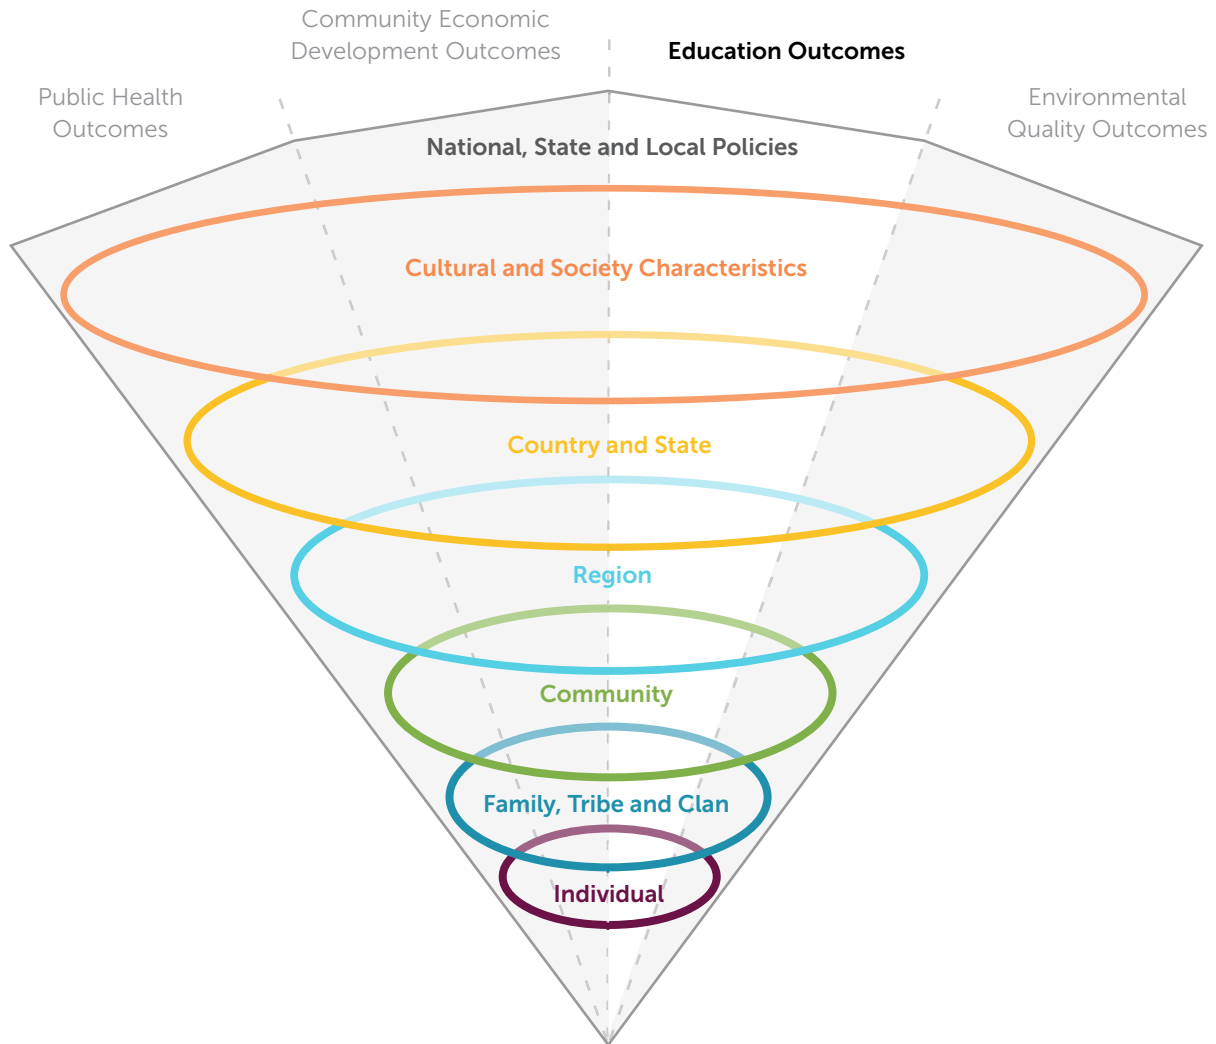 Community Economic
Development Outcomes
Education Outcomes
Public Health
Outcomes
Environmental
Quality Outcomes
National, State and Local Policies
Cultural and Society Characteristics
Country and State
Region
Community
Family, Tribe and Clan
Individual